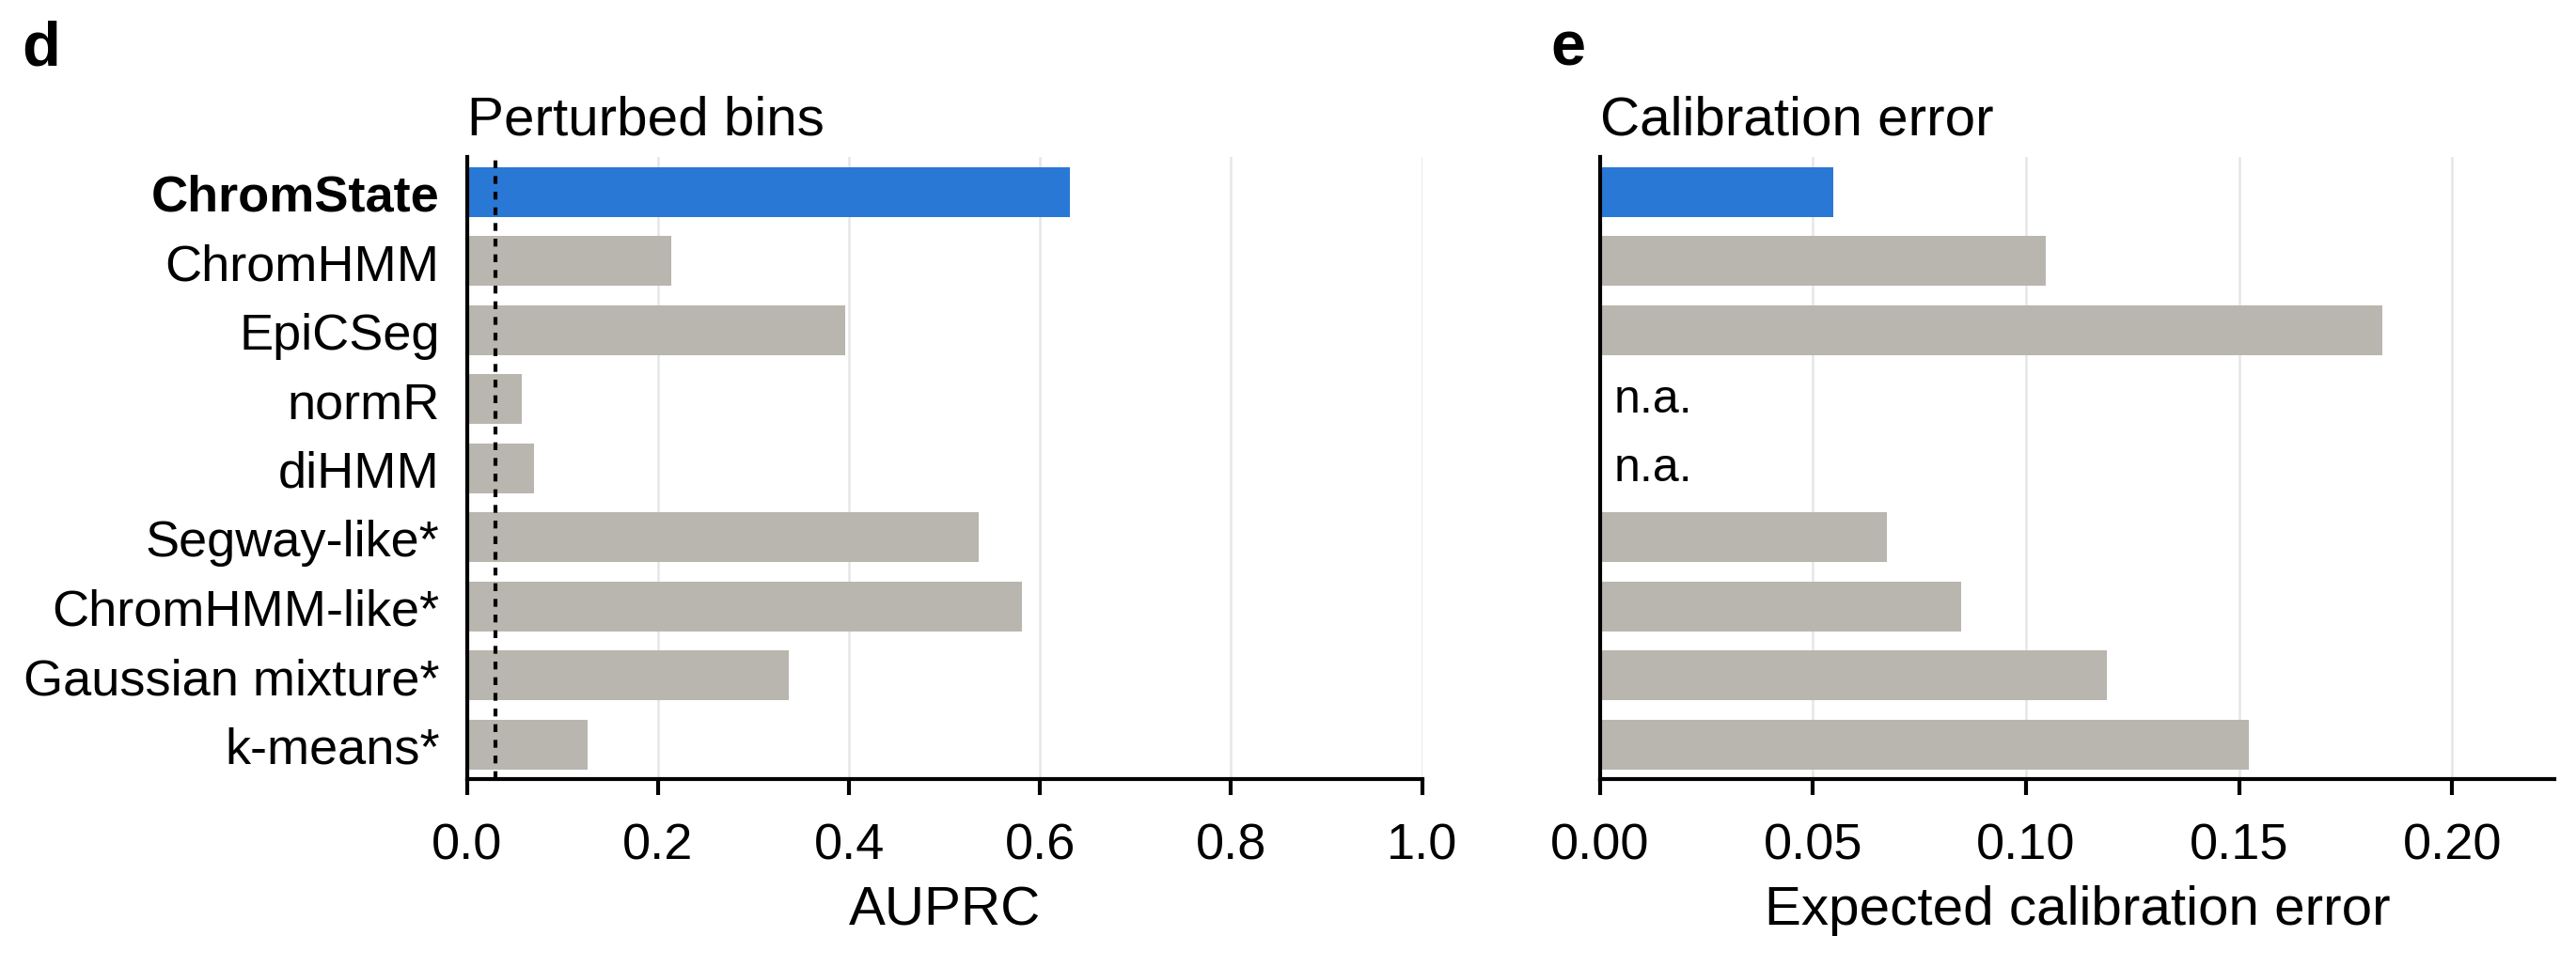 d
Perturbed bins
ChromState
ChromHMM
EpiCSeg
normR
diHMM
Segway-like*
ChromHMM-like*
Gaussian mixture*
k-means*
0.0 0.2 0.4 0.6 0.8 1.0
AUPRC
e
Calibration error
n.a.
n.a.
0.00 0.05 0.10 0.15 0.20
Expected calibration error